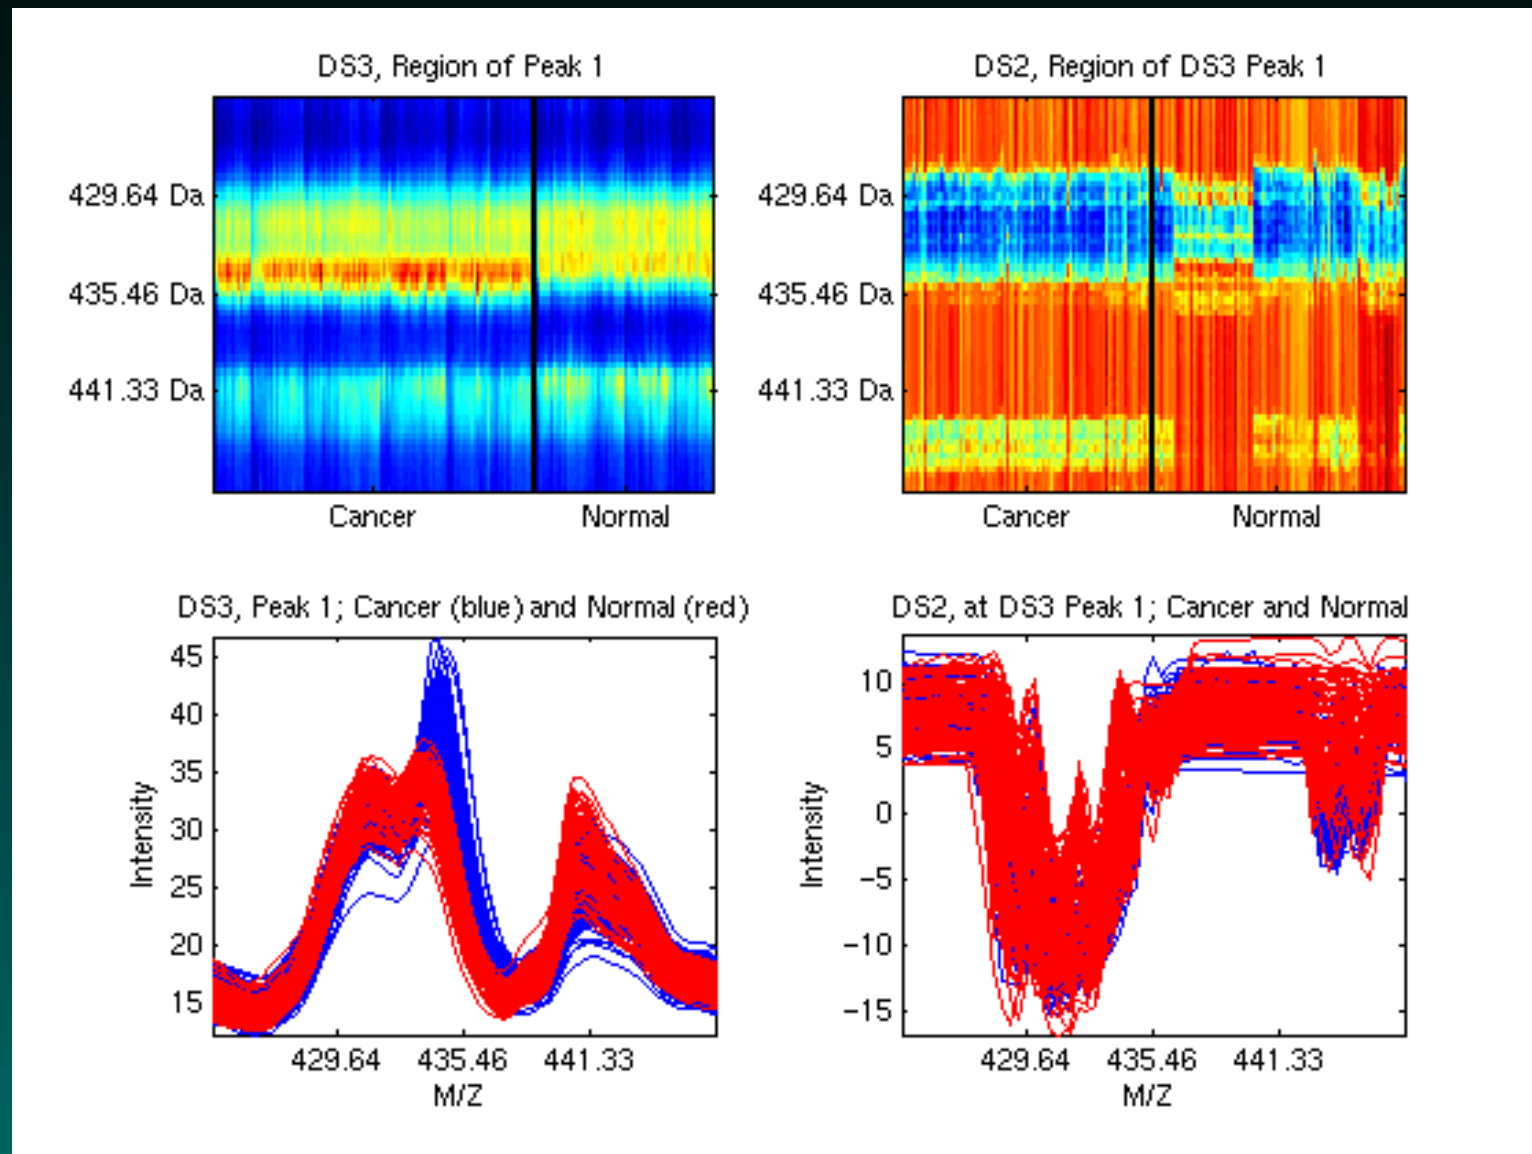 DS3, Region of Peak 1
429.64 Da
435.46 Da
441.33 Da
Cancer
Normal
DS2, Region of DS3 Peak 1
429.64 Da
435.46 Da
441.33 Da
Cancer
Normal
DS3, Peak 1; Cancer (blue) and Normal (red)
Intensity
45
40
35
30
25
20
15
429.64
435.46
441.33
M/Z
DS2, at DS3 Peak 1; Cancer and Normal
Intensity
10
5
0
−5
−10
−15
429.64
435.46
441.33
M/Z